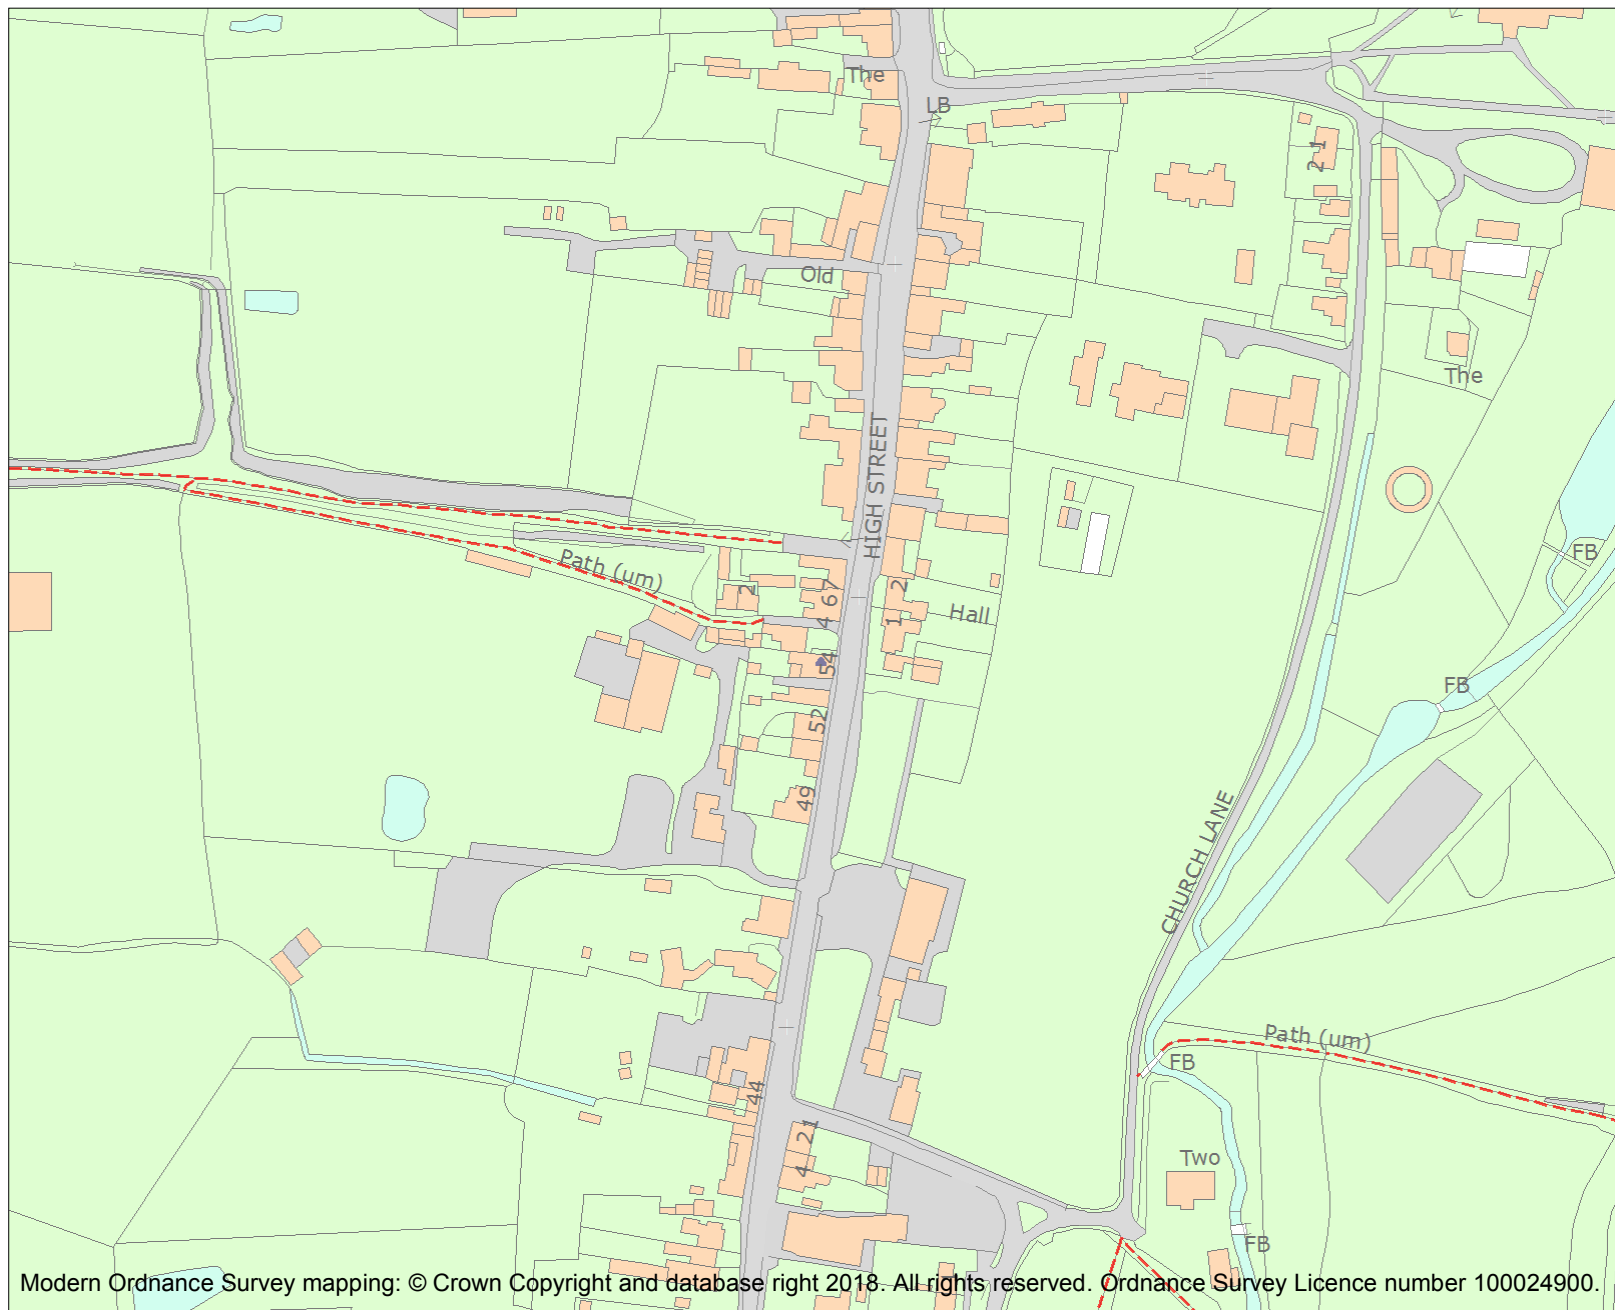 The
LB
2 1
Old
The
HIGH STREET
Path (um)
FB
2
67
2
4
1
Hall
54
FB
52
49
CHURCH LANE
Path (um)
FB
44
21
4
Two
FB
Modern Ordnance Survey mapping: © Crown Copyright and database right 2018. All rights reserved. Ordnance Survey Licence number 100024900.